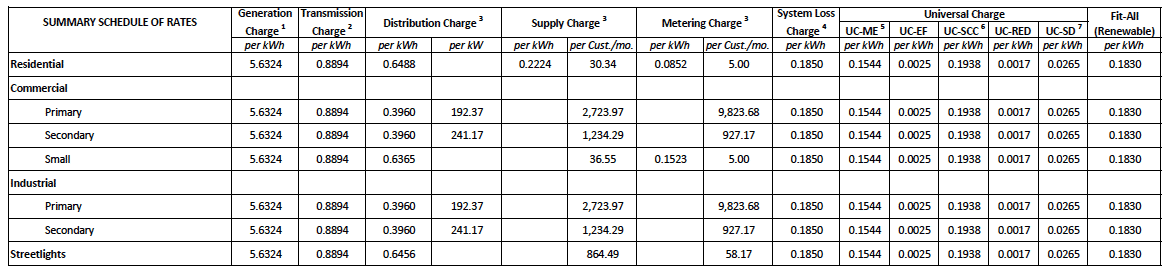 SUMMARY SCHEDULE OF RATES Generation Charge 1 Transmission Charge 2 Distribution Charge 3 Supply Charge 3 Metering Charge 3 System Loss Charge 4 Universal Charge Fit-All (Renewable)
UC-ME 5 UC-EF UC-SCC 6 UC-RED UC-SD 7
per kWh per kWh per kWh per kW per kWh per Cust./mo. per kWh per Cust./mo. per kWh per kWh per kWh per kWh per kWh per kWh per kWh
Residential 5.6324 0.8894 0.6488 0.2224 30.34 0.0852 5.00 0.1850 0.1544 0.0025 0.1938 0.0017 0.0265 0.1830
Commercial
Primary 5.6324 0.8894 0.3960 192.37 2,723.97 9,823.68 0.1850 0.1544 0.0025 0.1938 0.0017 0.0265 0.1830
Secondary 5.6324 0.8894 0.3960 241.17 1,234.29 927.17 0.1850 0.1544 0.0025 0.1938 0.0017 0.0265 0.1830
Small 5.6324 0.8894 0.6365 36.55 0.1523 5.00 0.1850 0.1544 0.0025 0.1938 0.0017 0.0265 0.1830
Industrial
Primary 5.6324 0.8894 0.3960 192.37 2,723.97 9,823.68 0.1850 0.1544 0.0025 0.1938 0.0017 0.0265 0.1830
Secondary 5.6324 0.8894 0.3960 241.17 1,234.29 927.17 0.1850 0.1544 0.0025 0.1938 0.0017 0.0265 0.1830
Streetlights 5.6324 0.8894 0.6456 864.49 58.17 0.1850 0.1544 0.0025 0.1938 0.0017 0.0265 0.1830